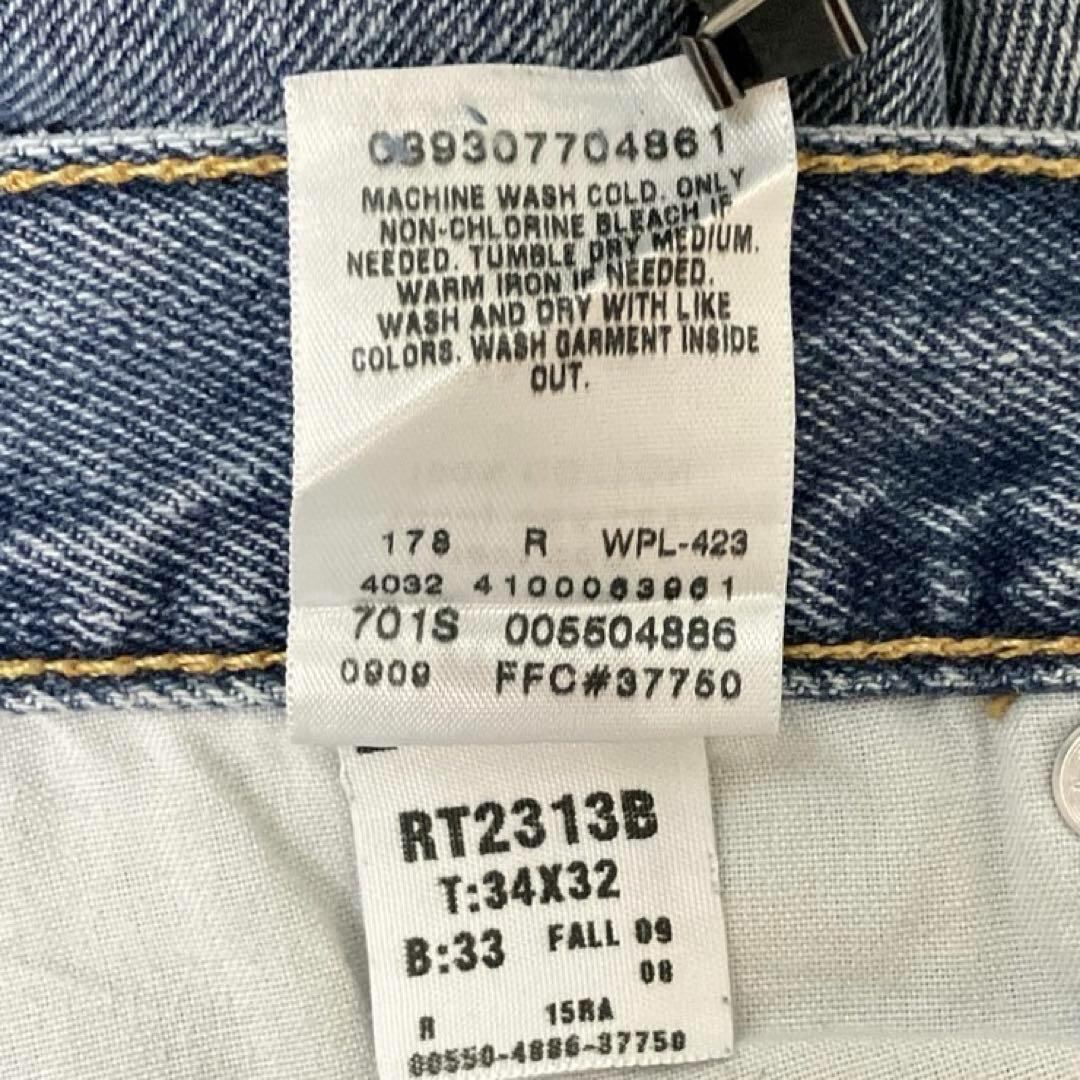 039307704861
MACHINE WASH COLD. ONLY
NON-CHLORINE BLEACH IF
NEEDED. TUMBLE DRY MEDIUM.
WARM IRON IF NEEDED.
WASH AND DRY WITH LIKE
COLORS. WASH GARMENT INSIDE
OUT.
178 R WPL-423
4032 4100063961
701S 005504886
0909 FFC#37750
RT2313B
T:34X32
B:33 FALL 09
08
R 15RA
00550-4886-37750